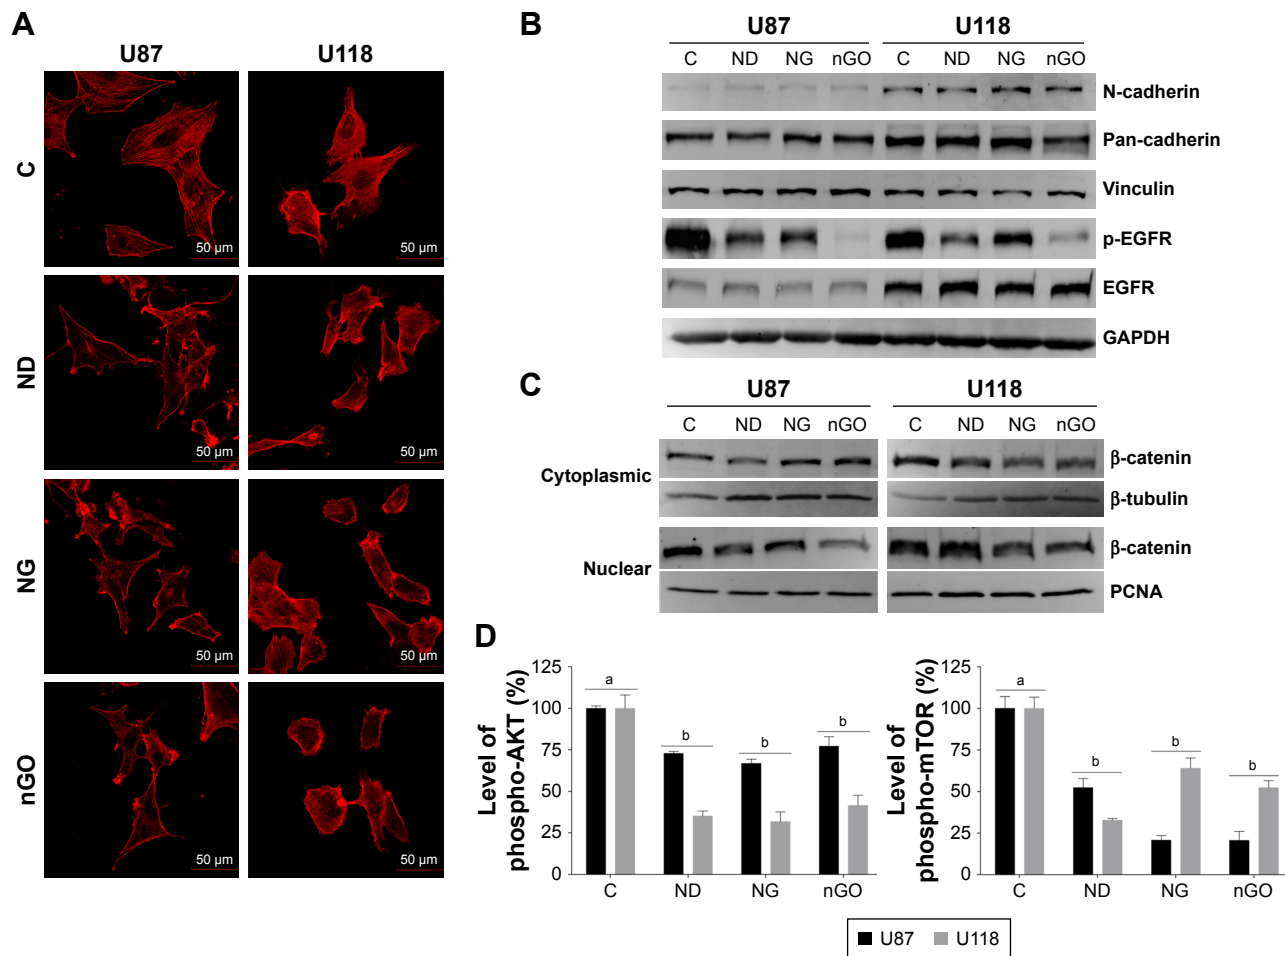 A
U87 U118
C
50 µm 50 µm
ND
50 µm 50 µm
NG
50 µm 50 µm
nGO
50 µm 50 µm
B
U87 U118
C ND NG nGO C ND NG nGO
N-cadherin
Pan-cadherin
Vinculin
p-EGFR
EGFR
GAPDH
C
U87 U118
C ND NG nGO C ND NG nGO
Cytoplasmic
β-catenin
β-tubulin
Nuclear
β-catenin
PCNA
D
Level of
phospho-AKT (%)
125
100
75
50
25
0
a
b
b
b
C ND NG nGO
Level of
phospho-mTOR (%)
125
100
75
50
25
0
a
b
b
b
C ND NG nGO
U87 U118